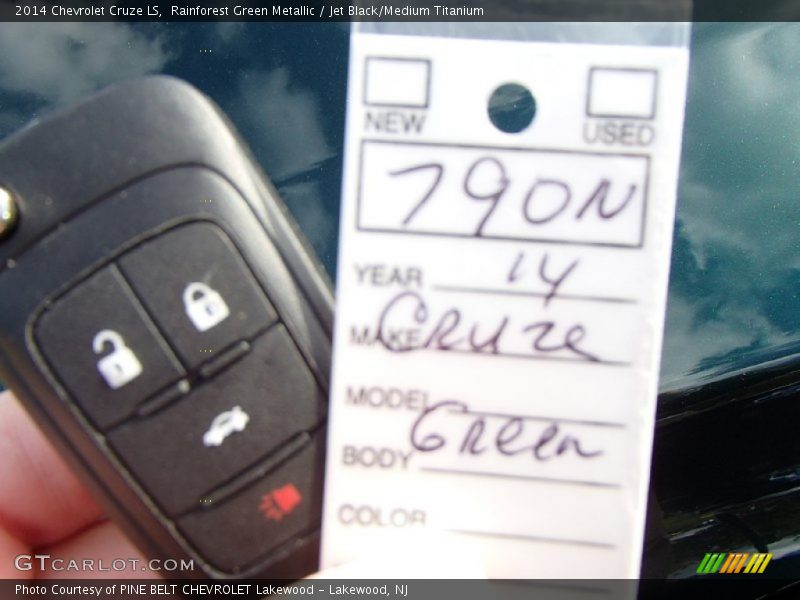 2014 Chevrolet Cruze LS,  Rainforest Green Metallic / Jet Black/Medium Titanium
NEW USED
790N
YEAR 14
MAKE Cruze
MODEL
BODY Green
COLOR
GTCARLOT.COM
Photo Courtesy of PINE BELT CHEVROLET Lakewood - Lakewood, NJ